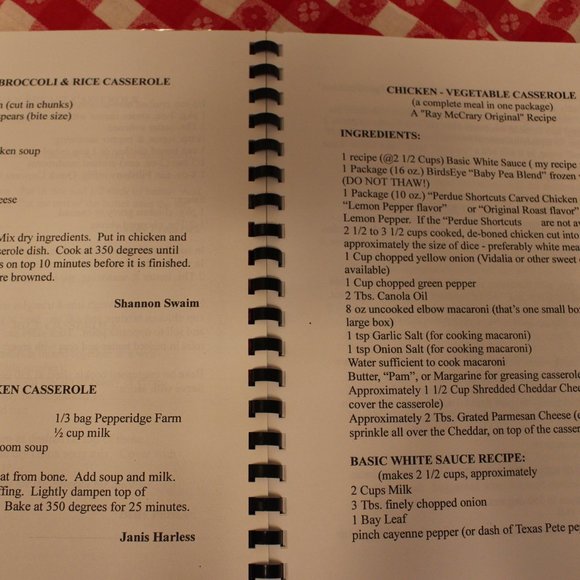 BROCCOLI & RICE CASSEROLE
(cut in chunks)
pears (bite size)
ken soup
eese
Mix dry ingredients. Put in chicken and
serole dish. Cook at 350 degrees until
s on top 10 minutes before it is finished.
re browned.
Shannon Swaim
KEN CASSEROLE
1/3 bag Pepperidge Farm
½ cup milk
oom soup
at from bone. Add soup and milk.
ffing. Lightly dampen top of
Bake at 350 degrees for 25 minutes.
Janis Harless
CHICKEN - VEGETABLE CASSEROLE
(a complete meal in one package)
A "Ray McCrary Original" Recipe
INGREDIENTS:
1 recipe (@2 1/2 Cups) Basic White Sauce ( my recipe
1 Package (16 oz.) BirdsEye "Baby Pea Blend" frozen
(DO NOT THAW!)
1 Package (10 oz.) "Perdue Shortcuts Carved Chicken
"Lemon Pepper flavor" or "Original Roast flavor"
Lemon Pepper. If the "Perdue Shortcuts are not av
2 1/2 to 3 1/2 cups cooked, de-boned chicken cut into
approximately the size of dice - preferably white mea
1 Cup chopped yellow onion (Vidalia or other sweet
available)
1 Cup chopped green pepper
2 Tbs. Canola Oil
8 oz uncooked elbow macaroni (that's one small bo
large box)
1 tsp Garlic Salt (for cooking macaroni)
1 tsp Onion Salt (for cooking macaroni)
Water sufficient to cook macaroni
Butter, "Pam", or Margarine for greasing casserol
Approximately 1 1/2 Cup Shredded Cheddar Chee
cover the casserole)
Approximately 2 Tbs. Grated Parmesan Cheese (
sprinkle all over the Cheddar, on top of the casser
BASIC WHITE SAUCE RECIPE:
(makes 2 1/2 cups, approximately
2 Cups Milk
3 Tbs. finely chopped onion
1 Bay Leaf
pinch cayenne pepper (or dash of Texas Pete pe